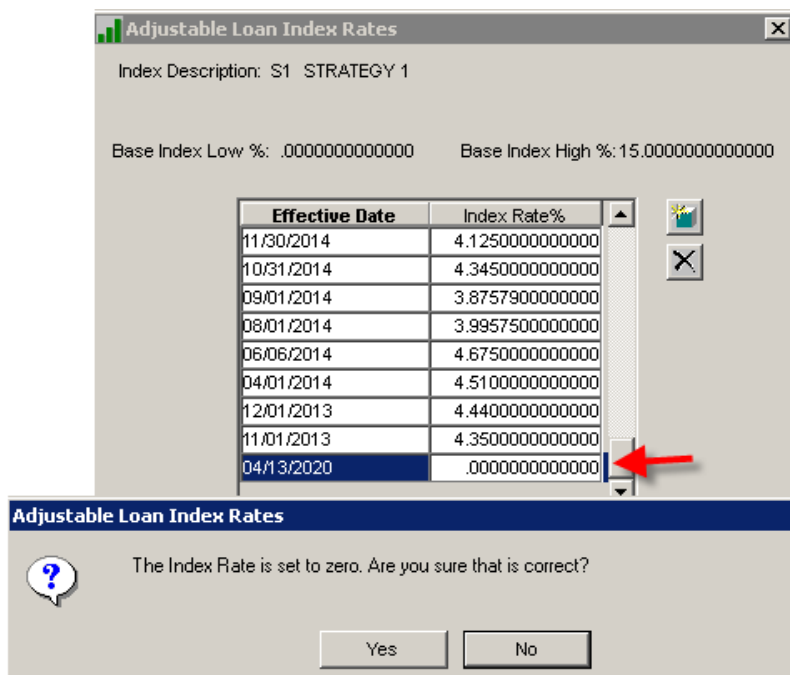 Adjustable Loan Index Rates
Index Description: S1 STRATEGY 1
Base Index Low %: .0000000000000 Base Index High %: 15.0000000000000
Effective Date Index Rate%
11/30/2014 4.1250000000000
10/31/2014 4.3450000000000
09/01/2014 3.8757900000000
08/01/2014 3.9957500000000
06/06/2014 4.6750000000000
04/01/2014 4.5100000000000
12/01/2013 4.4400000000000
11/01/2013 4.3500000000000
04/13/2020 .0000000000000
Adjustable Loan Index Rates
The Index Rate is set to zero. Are you sure that is correct?
Yes No